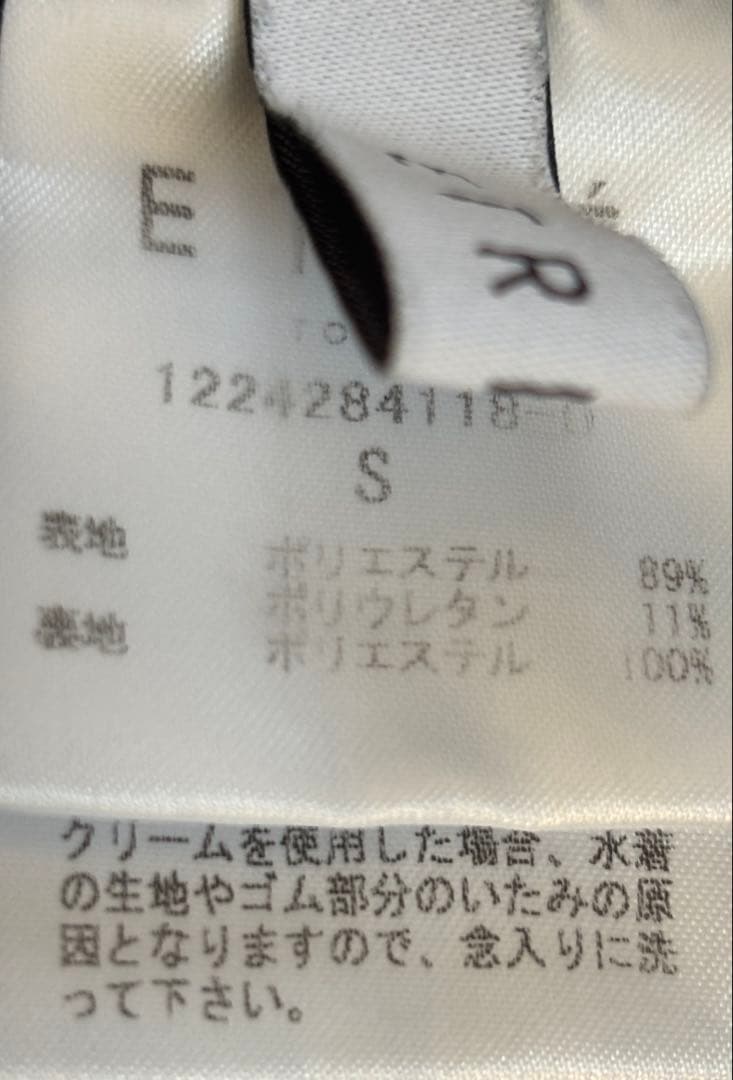 E
R
TO
1224284118-0
S
表地 ポリエステル 89%
ポリウレタン 11%
裏地 ポリエステル 100%
クリームを使用した場合、水着
の生地やゴム部分のいたみの原
因となりますので、念入りに洗
って下さい。